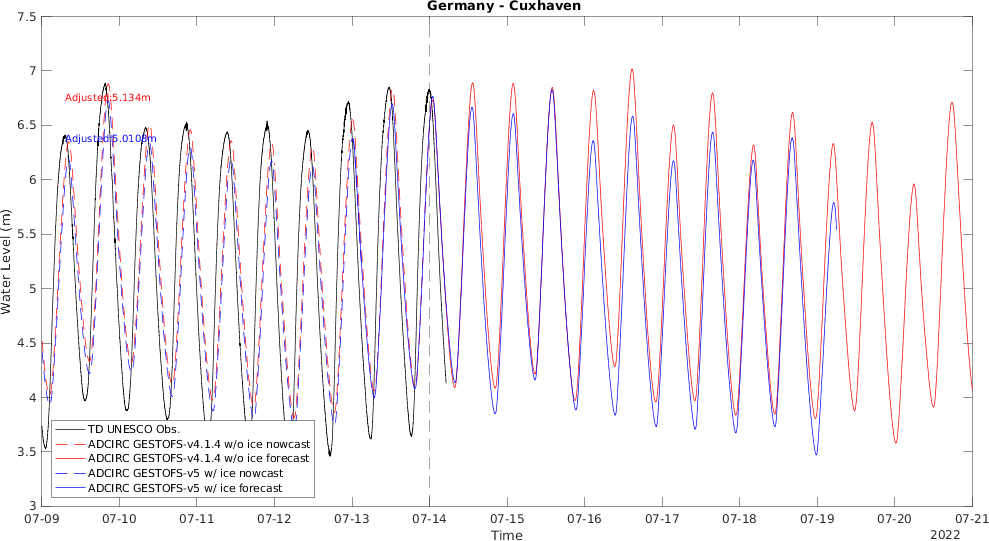 Germany - Cuxhaven
7.5
7
6.5
6
5.5
5
4.5
4
3.5
3
Water Level (m)
Adjusted:5.134m
Adjusted:5.0108m
TD UNESCO Obs.
ADCIRC GESTOFS-v4.1.4 w/o ice nowcast
ADCIRC GESTOFS-v4.1.4 w/o ice forecast
ADCIRC GESTOFS-v5 w/ ice nowcast
ADCIRC GESTOFS-v5 w/ ice forecast
07-09 07-10 07-11 07-12 07-13 07-14 07-15 07-16 07-17 07-18 07-19 07-20 07-21
Time
2022